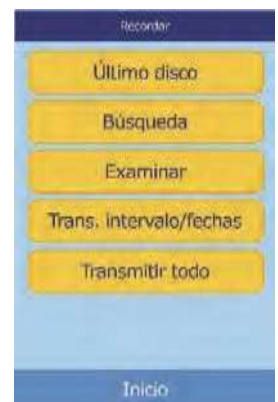 Recordar
Último disco
Búsqueda
Examinar
Trans. intervalo/fechas
Transmitir todo
Inicio